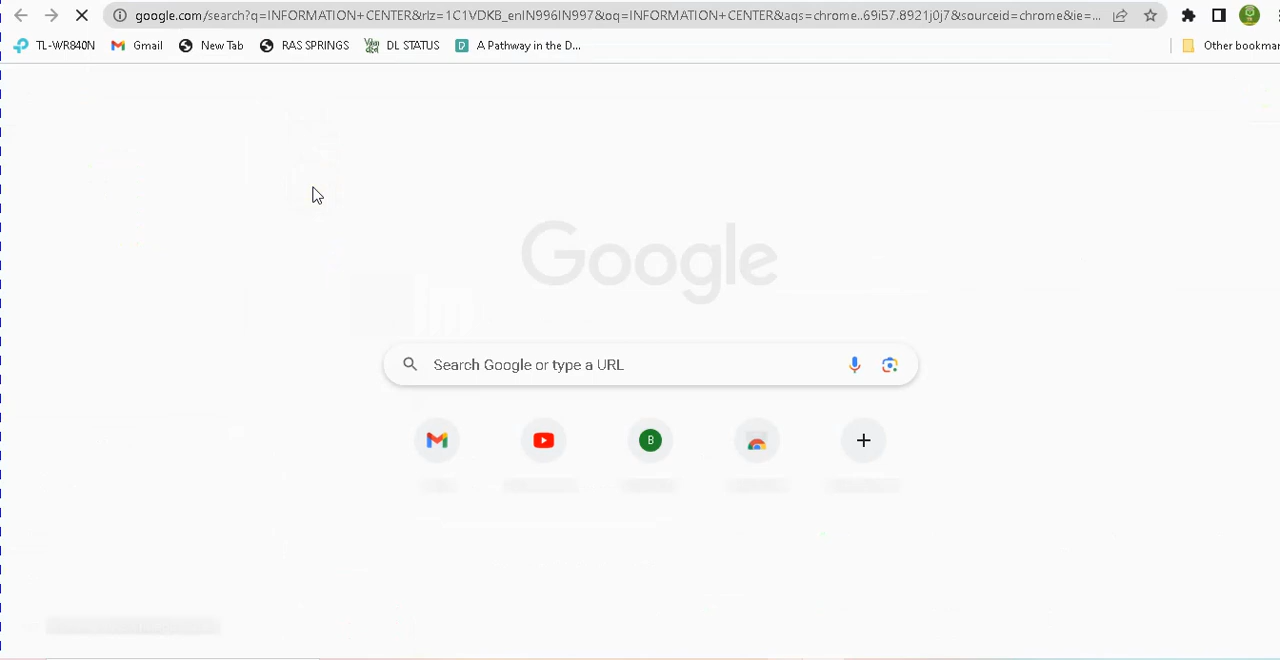 google.com/search?q=INFORMATION+CENTER&rlz=1C1VDKB_enIN996IN997&oq=INFORMATION+CENTER&aqs=chrome..69i57.8921j0j7&sourceid=chrome&ie=...
TL-WR840N Gmail New Tab RAS SPRINGS DL STATUS A Pathway in the D... Other bookmar
Google
Search Google or type a URL
B